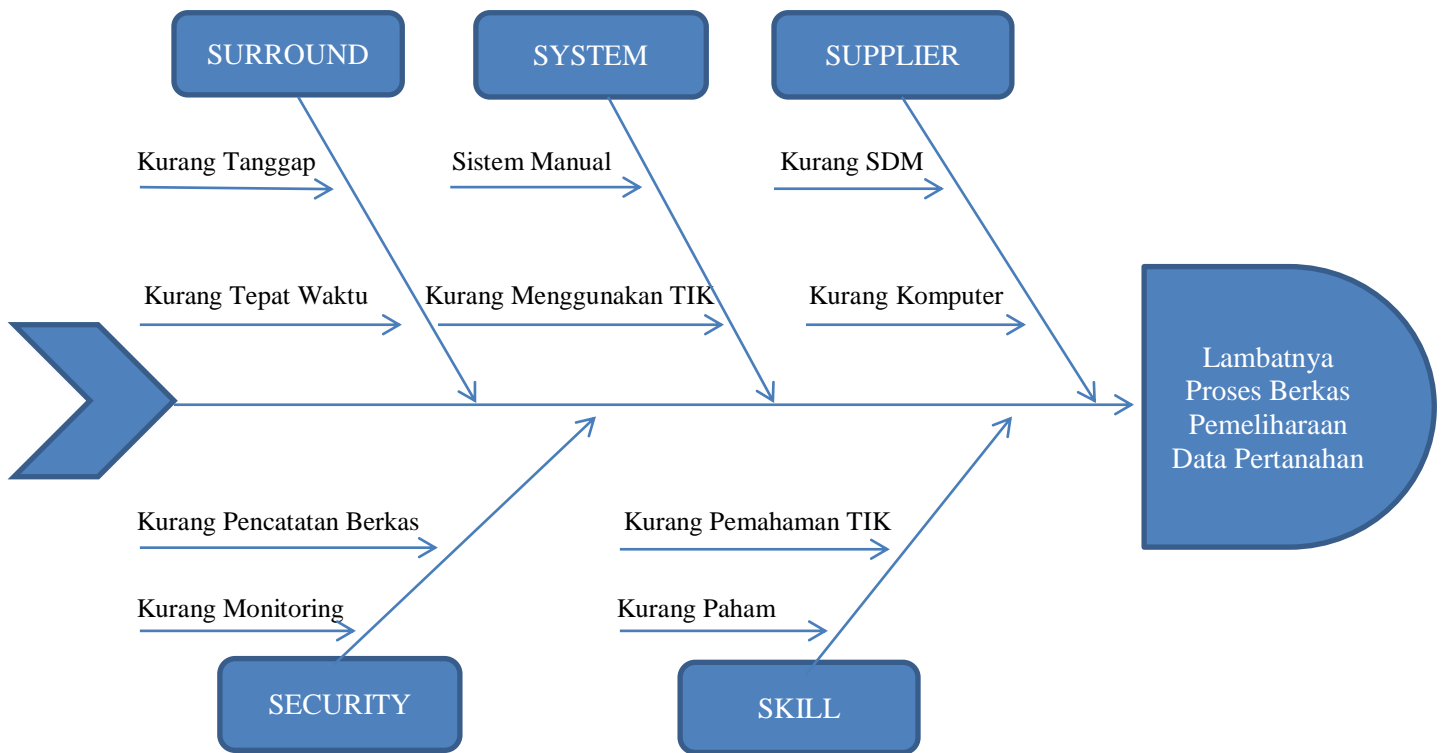 SURROUND
SYSTEM
SUPPLIER
Kurang Tanggap
Sistem Manual
Kurang SDM
Kurang Tepat Waktu
Kurang Menggunakan TIK
Kurang Komputer
Lambatnya
Proses Berkas
Pemeliharaan
Data Pertanahan
Kurang Pencatatan Berkas
Kurang Pemahaman TIK
Kurang Monitoring
Kurang Paham
SECURITY
SKILL